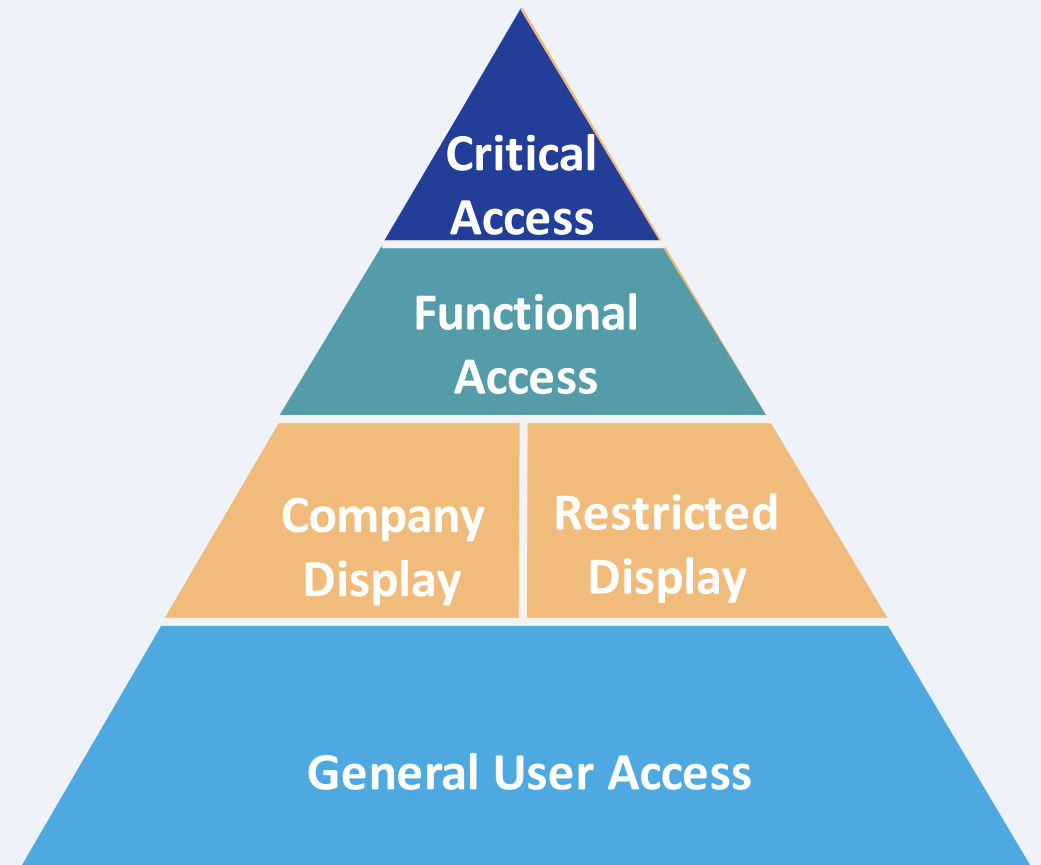 Critical
Access
Functional
Access
Company
Display
Restricted
Display
General User Access